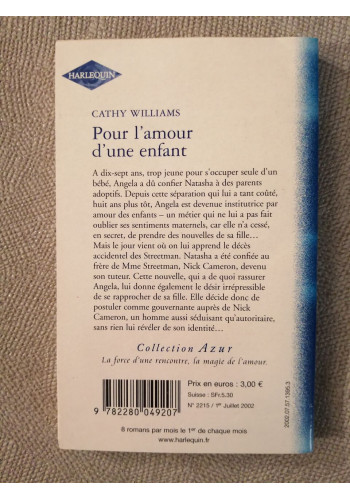 HARLEQUIN
CATHY WILLIAMS
Pour l'amour
d'une enfant
A dix-sept ans, trop jeune pour s'occuper seule d'un
bébé, Angela a dû confier Natasha à des parents
adoptifs. Depuis cette séparation qui lui a tant coûté,
huit ans plus tôt, Angela est devenue institutrice par
amour des enfants – un métier qui ne lui a pas fait
oublier ses sentiments maternels, car elle n'a cessé,
en secret, de prendre des nouvelles de sa fille…
Mais le jour vient où on lui apprend le décès
accidentel des Streetman. Natasha a été confiée au
frère de Mme Streetman, Nick Cameron, devenu
son tuteur. Cette nouvelle, qui a de quoi rassurer
Angela, lui donne également le désir irrépressible
de se rapprocher de sa fille. Elle décide donc de
postuler comme gouvernante auprès de Nick
Cameron, un homme aussi séduisant qu'autoritaire,
sans rien lui révéler de son identité…
Collection Azur
La force d'une rencontre, la magie de l'amour.
Prix en euros : 3,00 €
Suisse : SFr.5.30
N° 2215 / 1er Juillet 2002
9 782280 049207
8 romans par mois le 1er de chaque mois
www.harlequin.fr